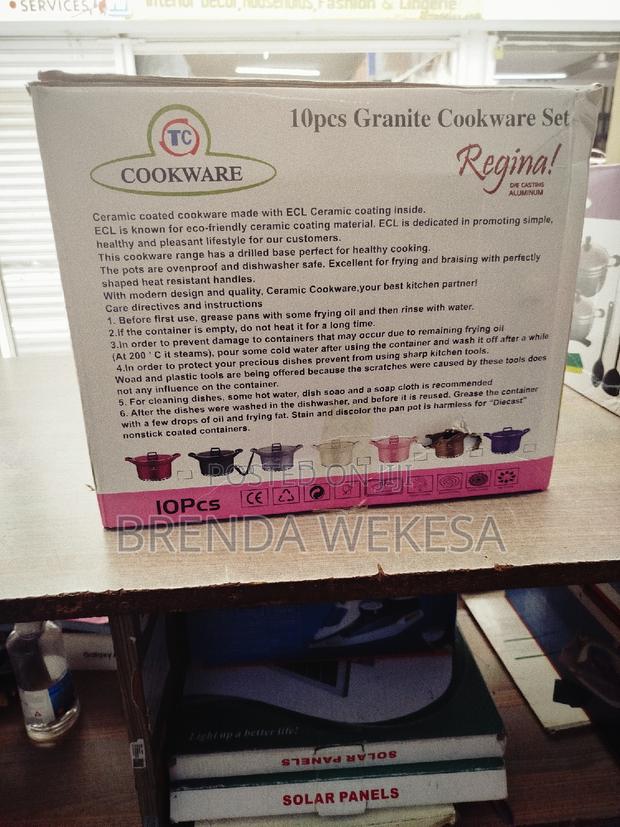 SERVICES,
Interior Decor, Households, Fashion & Lingerie
TC
COOKWARE
10pcs Granite Cookware Set
Regina!
DIE CASTING
ALUMINUM
Ceramic coated cookware made with ECL Ceramic coating inside.
ECL is known for eco-friendly ceramic coating material. ECL is dedicated in promoting simple,
healthy and pleasant lifestyle for our customers.
This cookware range has a drilled base perfect for healthy cooking.
The pots are ovenproof and dishwasher safe. Excellent for frying and braising with perfectly
shaped heat resistant handles.
With modern design and quality, Ceramic Cookware,your best kitchen partner!
Care directives and instructions
1. Before first use, grease pans with some frying oil and then rinse with water.
2.If the container is empty, do not heat it for a long time.
3.In order to prevent damage to containers that may occur due to remaining frying oil
(At 200 ' C it steams), pour some cold water after using the container and wash it off after a while
4.In order to protect your precious dishes prevent from using sharp kitchen tools.
Woad and plastic tools are being offered because the scratches were caused by these tools does
not any influence on the container.
5. For cleaning dishes, some hot water, dish soao and a soap cloth is recommended
6. After the dishes were washed in the dishwasher, and before it is reused. Grease the container
with a few drops of oil and frying fat. Stain and discolor the pan pot is harmless for "Diecast"
nonstick coated containers.
POSTED ON JIJI
10Pcs
CE
BRENDA WEKESA
Galaxy
Light up a better life!
SOLAR PANELS
SOLAR PANELS